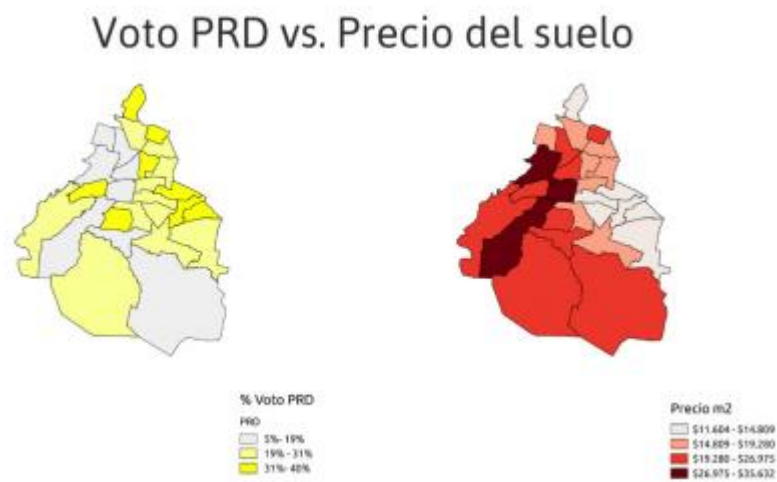 Voto PRD vs. Precio del suelo
% Voto PRD
PRD
5%- 19%
19% - 31%
31%- 40%
Precio m2
$11.604 - $14.809
$14.809 - $19.280
$19.280 - $26.975
$26.975 - $35.632